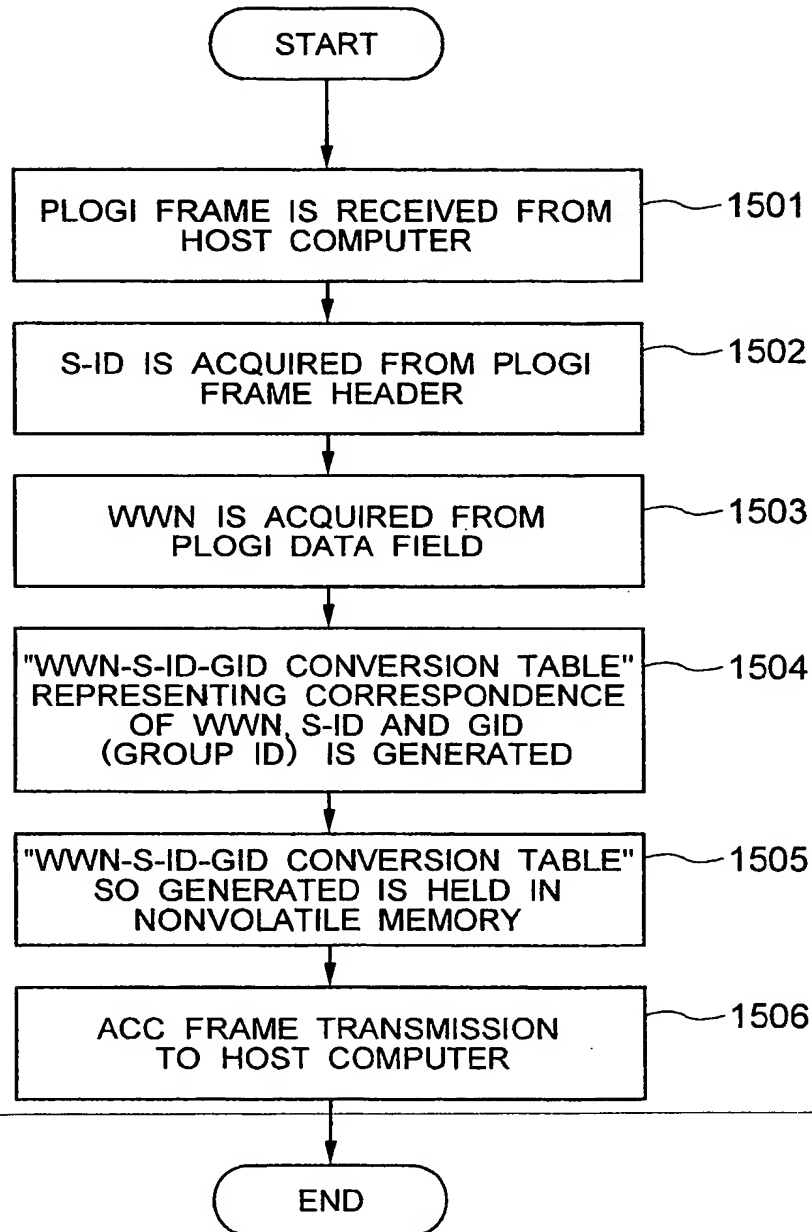 START
PLOGI FRAME IS RECEIVED FROM
HOST COMPUTER
1501
S-ID IS ACQUIRED FROM PLOGI
FRAME HEADER
1502
WWN IS ACQUIRED FROM
PLOGI DATA FIELD
1503
"WWN-S-ID-GID CONVERSION TABLE"
REPRESENTING CORRESPONDENCE
OF WWN, S-ID AND GID
(GROUP ID) IS GENERATED
1504
"WWN-S-ID-GID CONVERSION TABLE"
SO GENERATED IS HELD IN
NONVOLATILE MEMORY
1505
ACC FRAME TRANSMISSION
TO HOST COMPUTER
1506
END